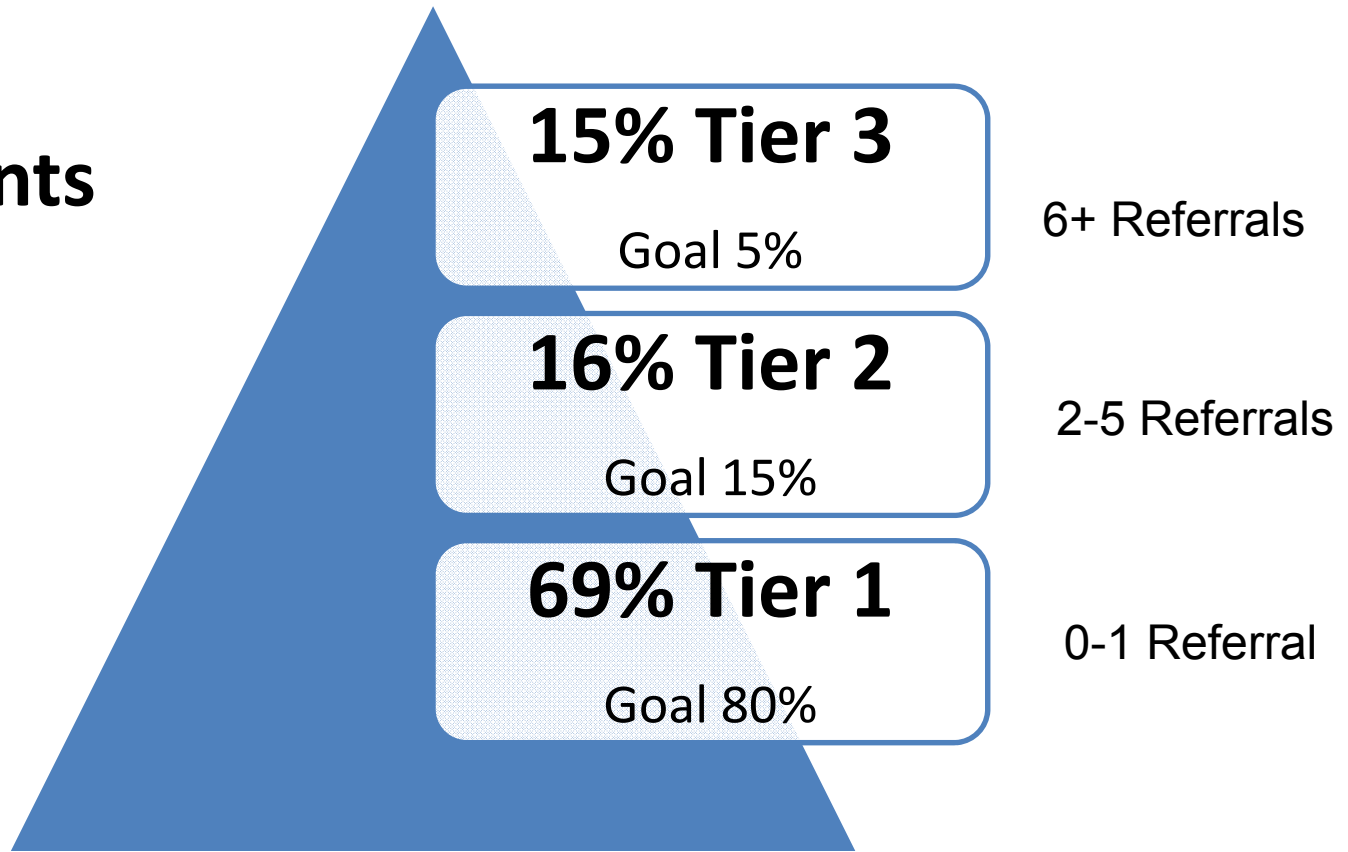 15% Tier 3
Goal 5%
6+ Referrals
16% Tier 2
Goal 15%
2-5 Referrals
69% Tier 1
Goal 80%
0-1 Referral